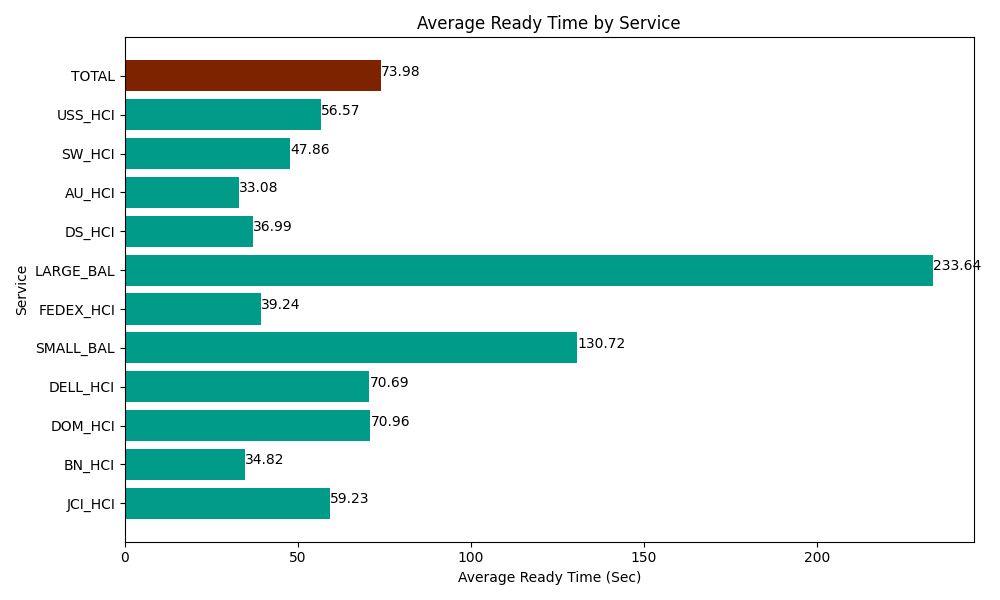 Average Ready Time by Service
TOTAL 73.98
USS_HCI 56.57
SW_HCI 47.86
AU_HCI 33.08
DS_HCI 36.99
LARGE_BAL 233.64
FEDEX_HCI 39.24
SMALL_BAL 130.72
DELL_HCI 70.69
DOM_HCI 70.96
BN_HCI 34.82
JCI_HCI 59.23
Service
0 50 100 150 200
Average Ready Time (Sec)